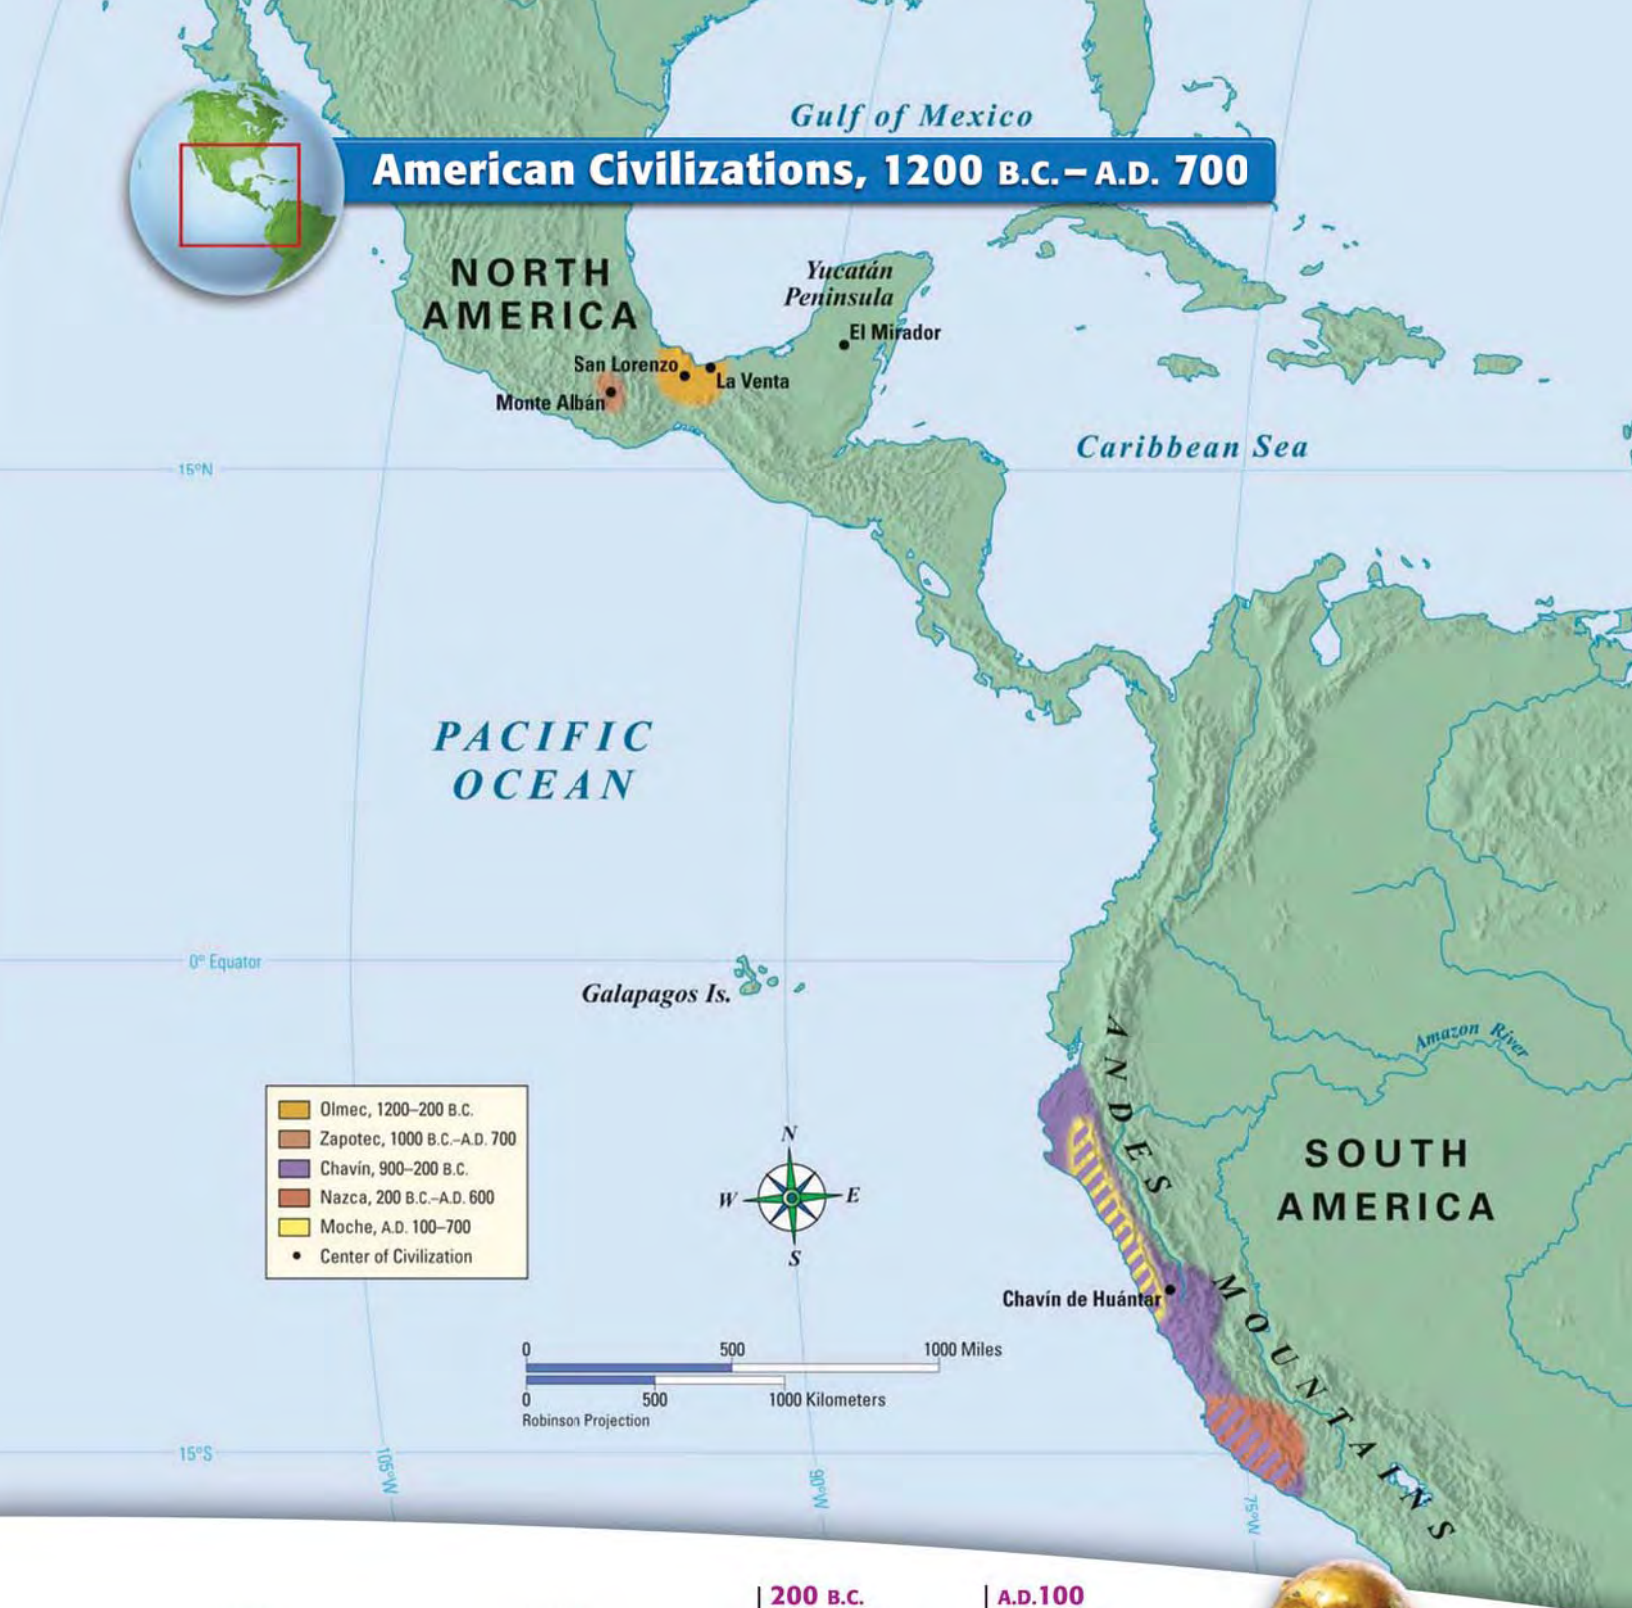 Gulf of Mexico
American Civilizations, 1200 B.C.–A.D. 700
NORTH
AMERICA
Yucatán
Peninsula
El Mirador
San Lorenzo
La Venta
Monte Albán
Caribbean Sea
15°N
PACIFIC
OCEAN
0° Equator
Galapagos Is.
ANDES MOUNTAINS
Amazon River
SOUTH
AMERICA
Olmec, 1200–200 B.C.
Zapotec, 1000 B.C.–A.D. 700
Chavín, 900–200 B.C.
Nazca, 200 B.C.–A.D. 600
Moche, A.D. 100–700
Center of Civilization
N
W E
S
Chavín de Huántar
0 500 1000 Miles
0 500 1000 Kilometers
Robinson Projection
15°S
105°W
90°W
75°W
200 B.C.
A.D.100